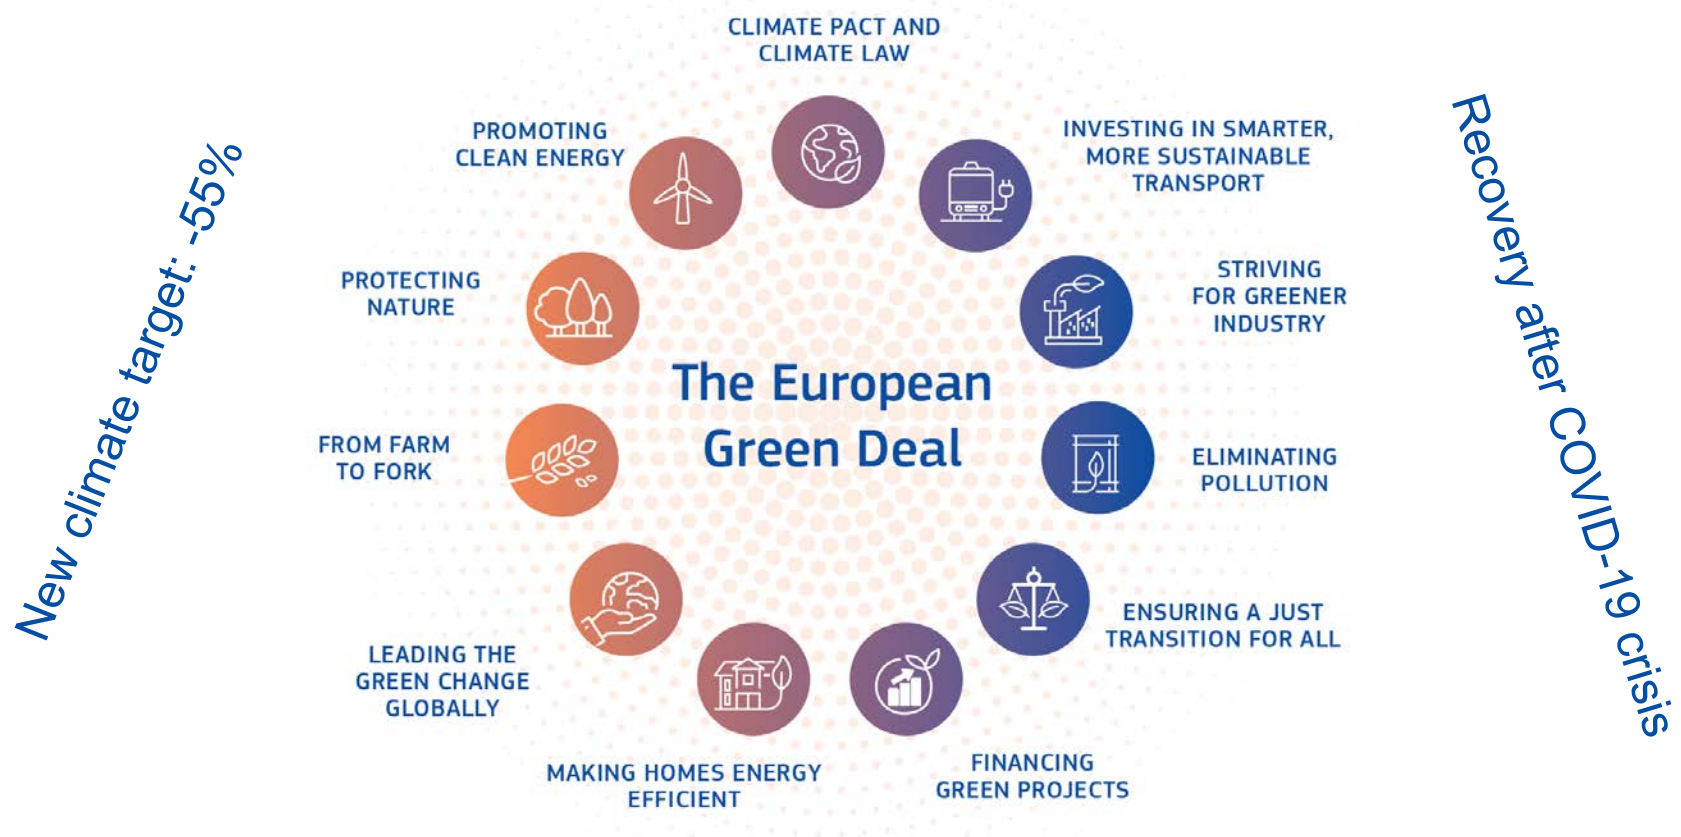 CLIMATE PACT AND
CLIMATE LAW
PROMOTING
CLEAN ENERGY
INVESTING IN SMARTER,
MORE SUSTAINABLE
TRANSPORT
PROTECTING
NATURE
STRIVING
FOR GREENER
INDUSTRY
The European
Green Deal
FROM FARM
TO FORK
ELIMINATING
POLLUTION
LEADING THE
GREEN CHANGE
GLOBALLY
ENSURING A JUST
TRANSITION FOR ALL
MAKING HOMES ENERGY
EFFICIENT
FINANCING
GREEN PROJECTS
New climate target: -55%
Recovery after COVID-19 crisis